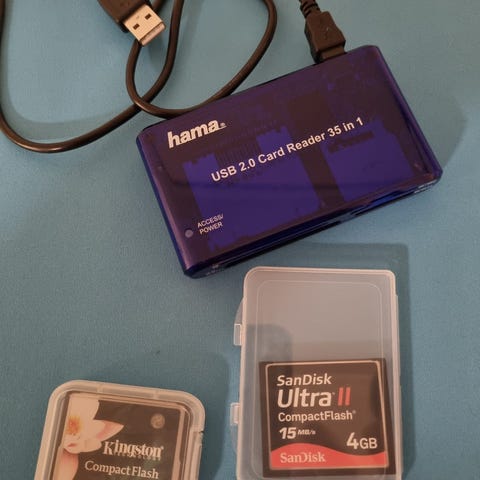 hama®
USB 2.0 Card Reader 35 in 1
ACCESS/
POWER
SanDisk
Ultra II
CompactFlash®
15 MB/s
4GB
SanDisk
Kingston
TECHNOLOGY
CompactFlash